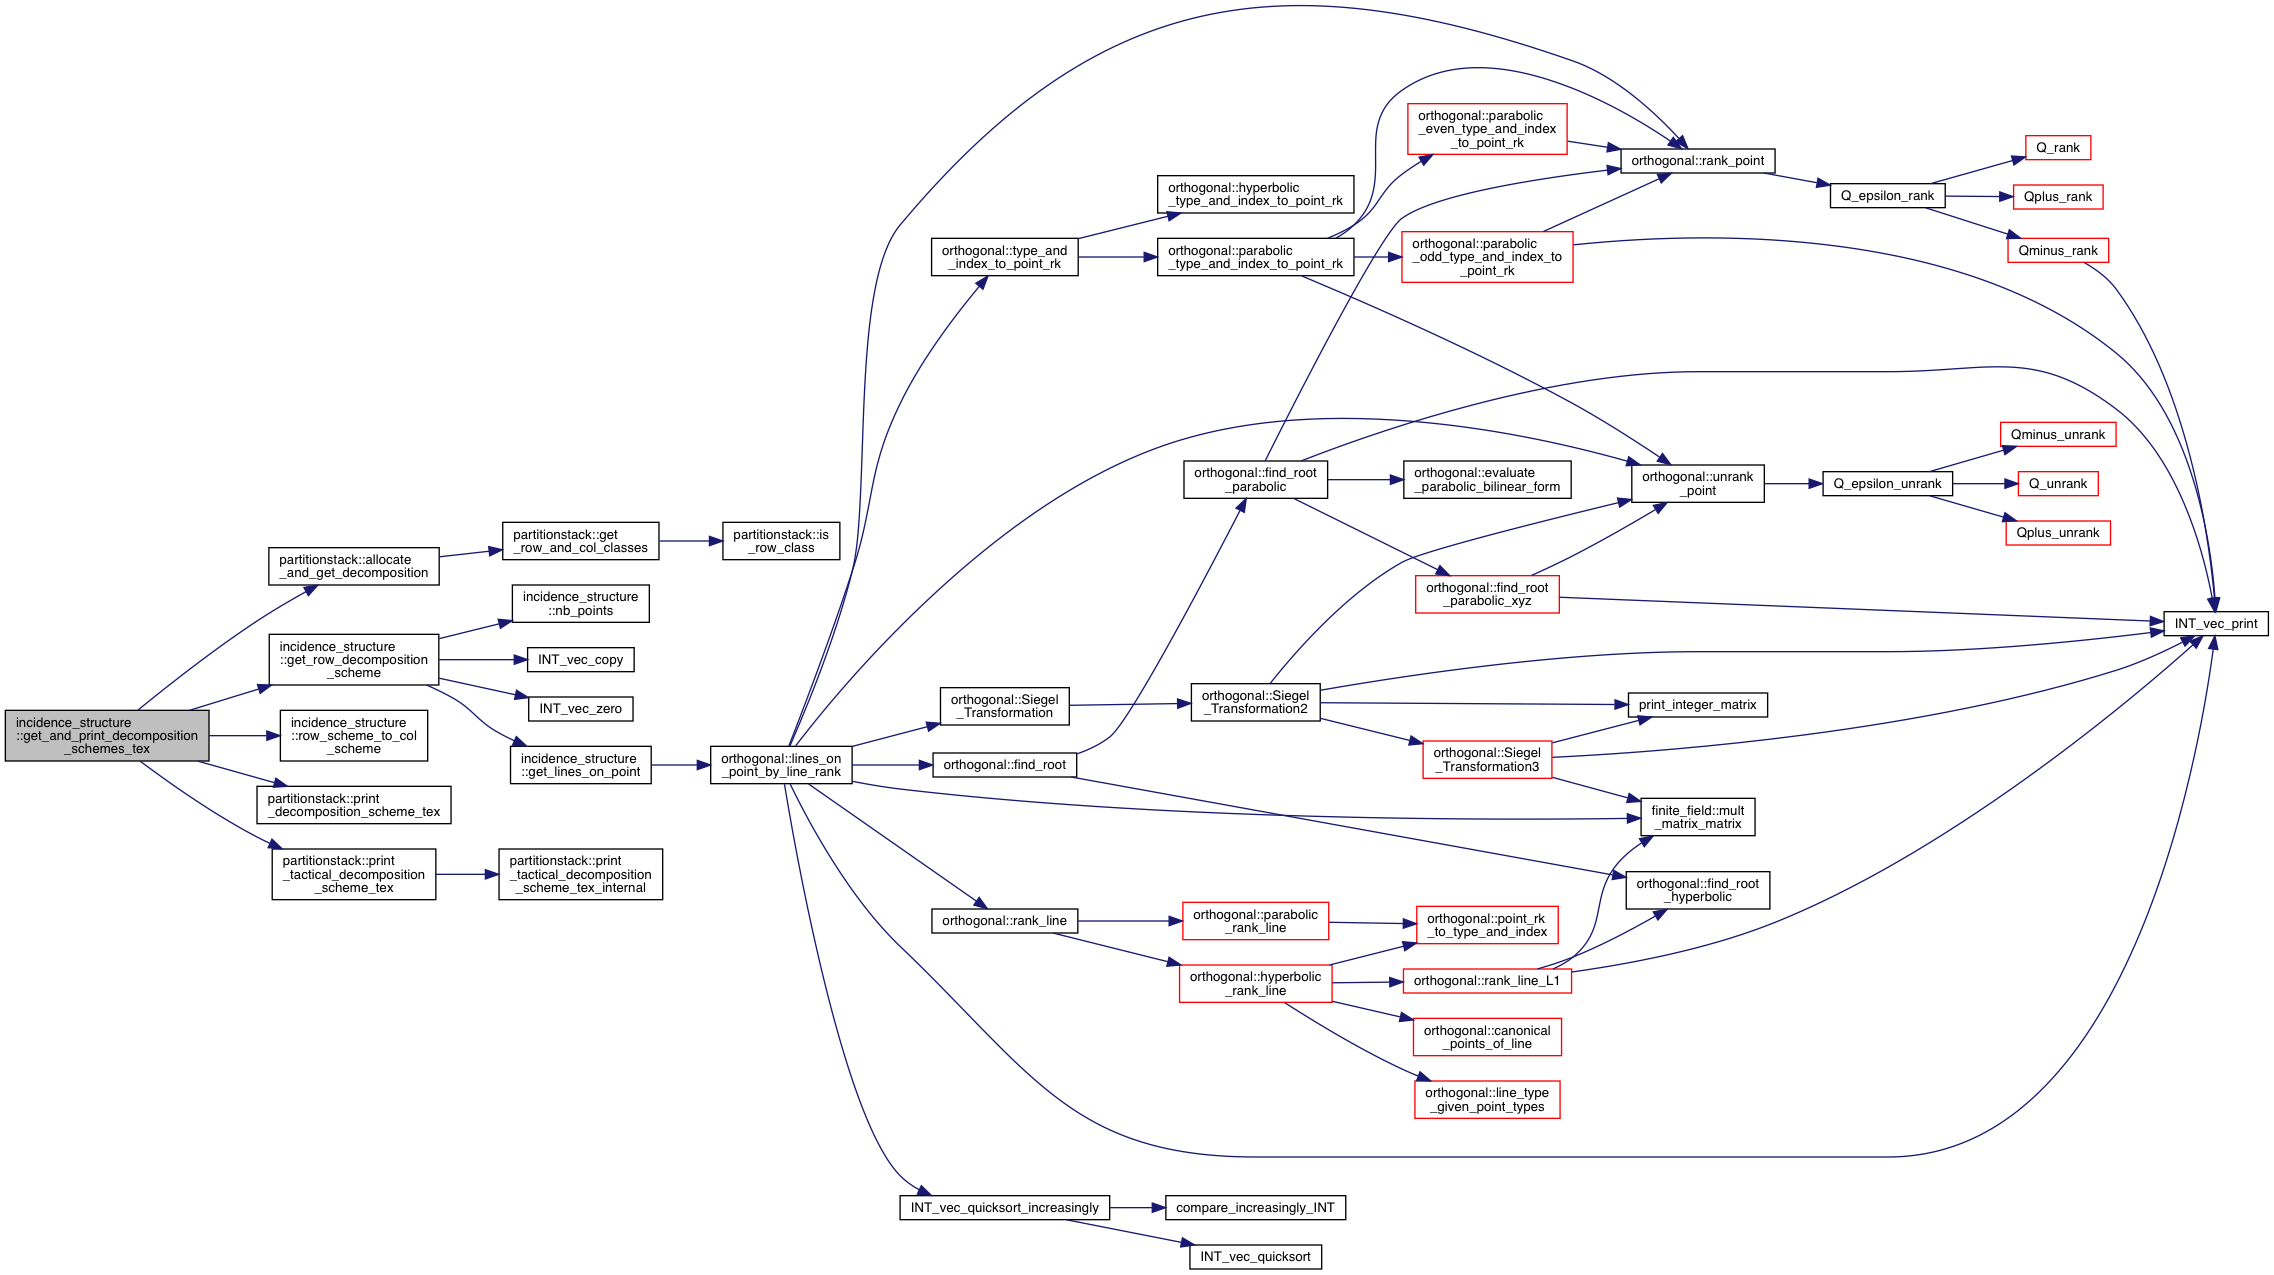 incidence_structure
::get_and_print_decomposition
_schemes_tex
partitionstack::allocate
_and_get_decomposition
partitionstack::get
_row_and_col_classes
partitionstack::is
_row_class
incidence_structure
::get_row_decomposition
_scheme
incidence_structure
::nb_points
INT_vec_copy
INT_vec_zero
incidence_structure
::get_lines_on_point
incidence_structure
::row_scheme_to_col
_scheme
partitionstack::print
_decomposition_scheme_tex
partitionstack::print
_tactical_decomposition
_scheme_tex
partitionstack::print
_tactical_decomposition
_scheme_tex_internal
orthogonal::lines_on
_point_by_line_rank
orthogonal::type_and
_index_to_point_rk
orthogonal::hyperbolic
_type_and_index_to_point_rk
orthogonal::parabolic
_type_and_index_to_point_rk
orthogonal::parabolic
_even_type_and_index
_to_point_rk
orthogonal::parabolic
_odd_type_and_index_to
_point_rk
orthogonal::rank_point
Q_epsilon_rank
Q_rank
Qplus_rank
Qminus_rank
orthogonal::find_root
_parabolic
orthogonal::evaluate
_parabolic_bilinear_form
orthogonal::find_root
_parabolic_xyz
orthogonal::unrank
_point
Q_epsilon_unrank
Qminus_unrank
Q_unrank
Qplus_unrank
INT_vec_print
orthogonal::Siegel
_Transformation
orthogonal::Siegel
_Transformation2
orthogonal::Siegel
_Transformation3
print_integer_matrix
finite_field::mult
_matrix_matrix
orthogonal::find_root
orthogonal::find_root
_hyperbolic
orthogonal::rank_line
orthogonal::parabolic
_rank_line
orthogonal::hyperbolic
_rank_line
orthogonal::point_rk
_to_type_and_index
orthogonal::rank_line_L1
orthogonal::canonical
_points_of_line
orthogonal::line_type
_given_point_types
INT_vec_quicksort_increasingly
compare_increasingly_INT
INT_vec_quicksort